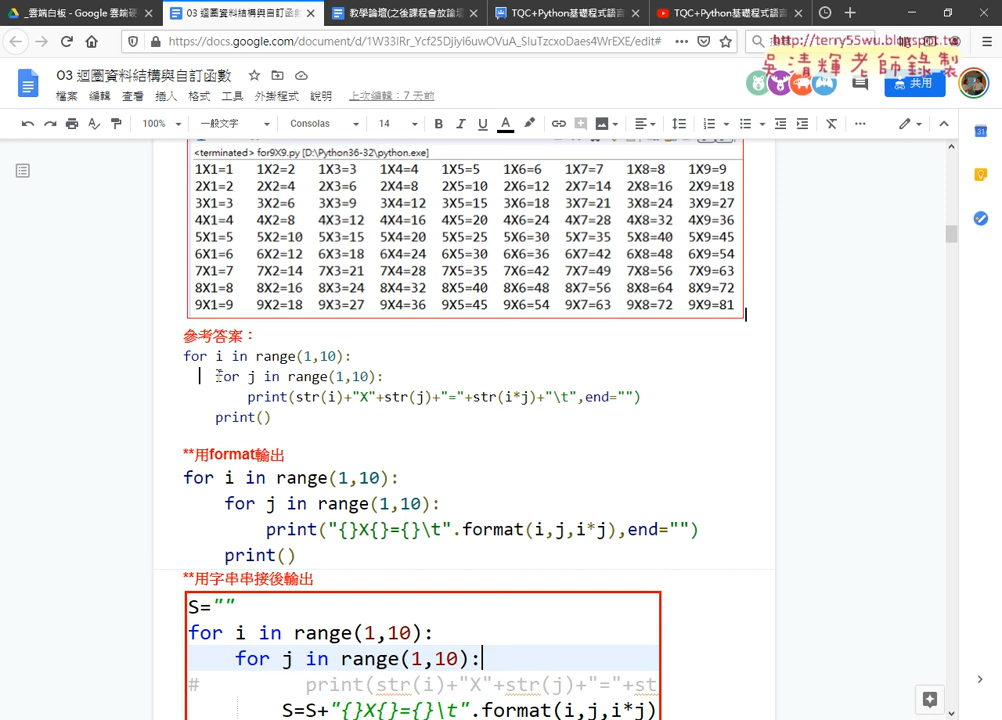 _雲端白板 - Google 雲端硬
03 迴圈資料結構與自訂函數
教學論壇(之後課程會放論壇
TQC+Python基礎程式語言
TQC+Python基礎程式語言
https://docs.google.com/document/d/1W33IRr_Ycf25Djiyi6uwOVuA_SluTzcxoDaes4WrEXE/edit#
http://terry55wu.blogspot.tw
吳清輝老師錄製
03 迴圈資料結構與自訂函數
檔案 編輯 查看 插入 格式 工具 外掛程式 說明 上次編輯：7 天前
共用
100% 一般文字 Consolas 14 B I U A
<terminated> for9X9.py [D:\Python36-32\python.exe]
1X1=1 1X2=2 1X3=3 1X4=4 1X5=5 1X6=6 1X7=7 1X8=8 1X9=9
2X1=2 2X2=4 2X3=6 2X4=8 2X5=10 2X6=12 2X7=14 2X8=16 2X9=18
3X1=3 3X2=6 3X3=9 3X4=12 3X5=15 3X6=18 3X7=21 3X8=24 3X9=27
4X1=4 4X2=8 4X3=12 4X4=16 4X5=20 4X6=24 4X7=28 4X8=32 4X9=36
5X1=5 5X2=10 5X3=15 5X4=20 5X5=25 5X6=30 5X7=35 5X8=40 5X9=45
6X1=6 6X2=12 6X3=18 6X4=24 6X5=30 6X6=36 6X7=42 6X8=48 6X9=54
7X1=7 7X2=14 7X3=21 7X4=28 7X5=35 7X6=42 7X7=49 7X8=56 7X9=63
8X1=8 8X2=16 8X3=24 8X4=32 8X5=40 8X6=48 8X7=56 8X8=64 8X9=72
9X1=9 9X2=18 9X3=27 9X4=36 9X5=45 9X6=54 9X7=63 9X8=72 9X9=81
參考答案：
for i in range(1,10):
for j in range(1,10):
print(str(i)+"X"+str(j)+"="+str(i*j)+"\t",end="")
print()
**用format輸出
for i in range(1,10):
for j in range(1,10):
print("{}X{}={}\t".format(i,j,i*j),end="")
print()
**用字串串接後輸出
S=""
for i in range(1,10):
for j in range(1,10):
# print(str(i)+"X"+str(j)+"="+st
S=S+"{}X{}={}\t".format(i,j,i*j)